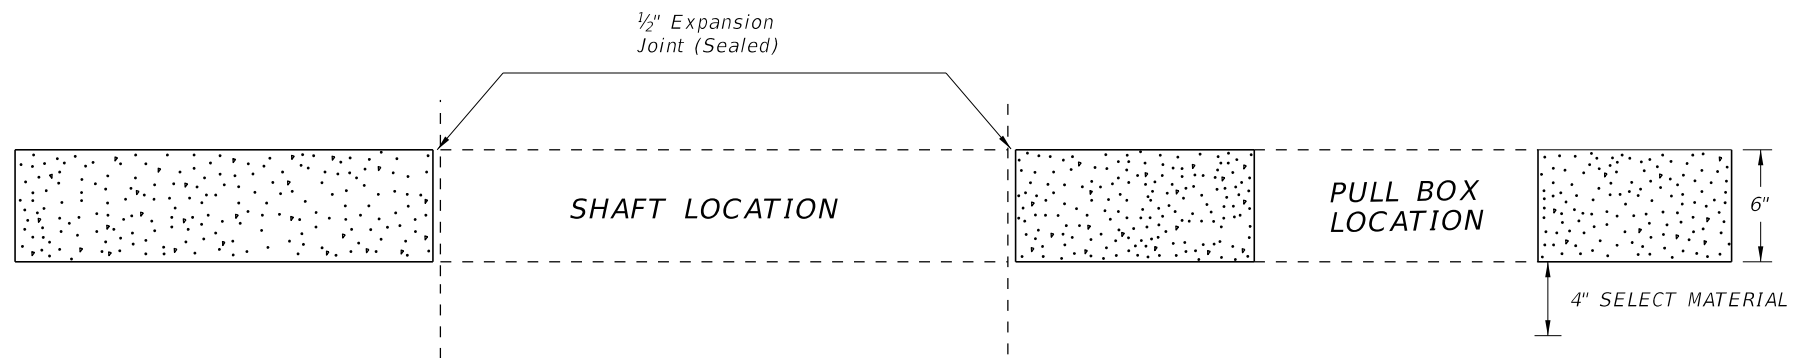 ½" Expansion
Joint (Sealed)
SHAFT LOCATION
PULL BOX
LOCATION
6"
4" SELECT MATERIAL